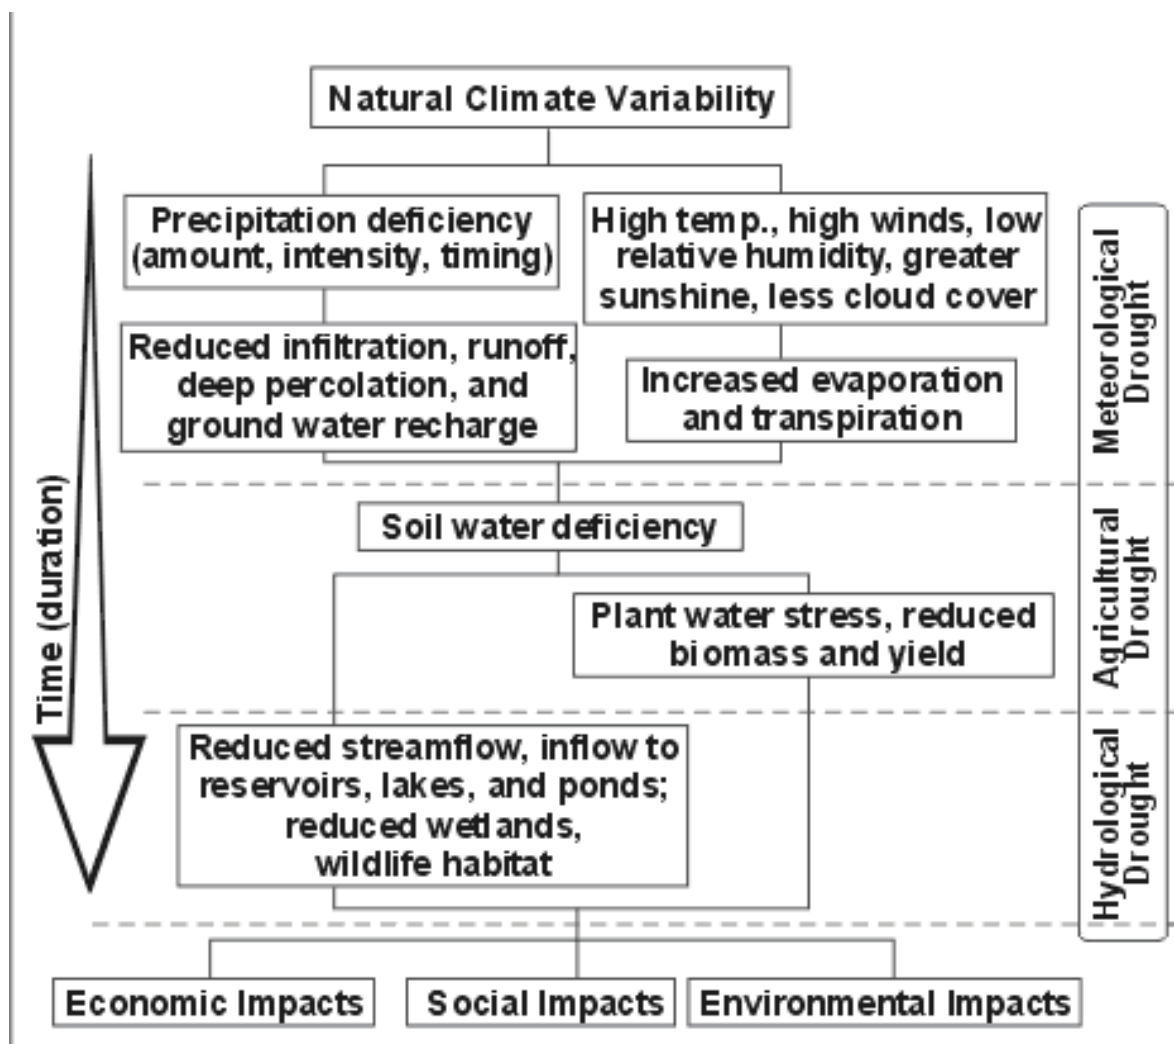 Natural Climate Variability
Precipitation deficiency
(amount, intensity, timing)
High temp., high winds, low
relative humidity, greater
sunshine, less cloud cover
Reduced infiltration, runoff,
deep percolation, and
ground water recharge
Increased evaporation
and transpiration
Meteorological
Drought
Time (duration)
Soil water deficiency
Plant water stress, reduced
biomass and yield
Agricultural
Drought
Reduced streamflow, inflow to
reservoirs, lakes, and ponds;
reduced wetlands,
wildlife habitat
Hydrological
Drought
Economic Impacts
Social Impacts
Environmental Impacts